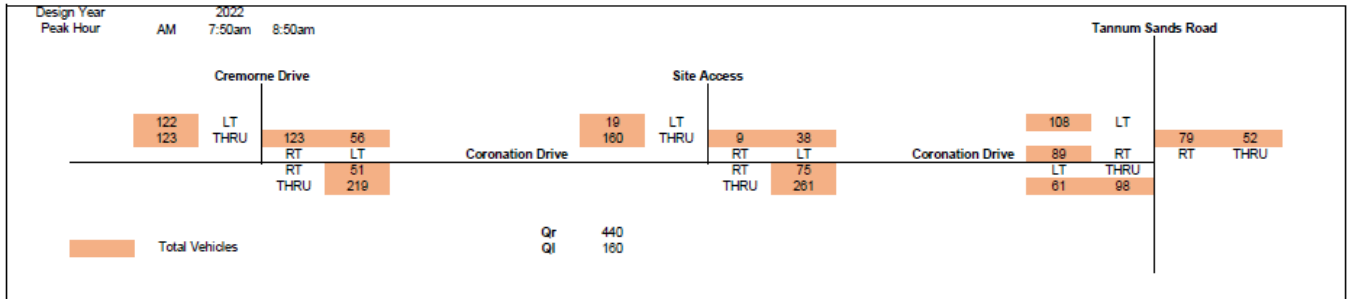 Design Year 2022
Peak Hour AM 7:50am 8:50am
Tannum Sands Road
Cremorne Drive Site Access
122 LT 19 LT 108 LT
123 THRU 123 56 160 THRU 9 38 79 52
RT LT Coronation Drive RT LT Coronation Drive 89 RT RT THRU
RT 51 RT 75 LT THRU
THRU 219 THRU 261 61 98
Qr 440
Total Vehicles Ql 160